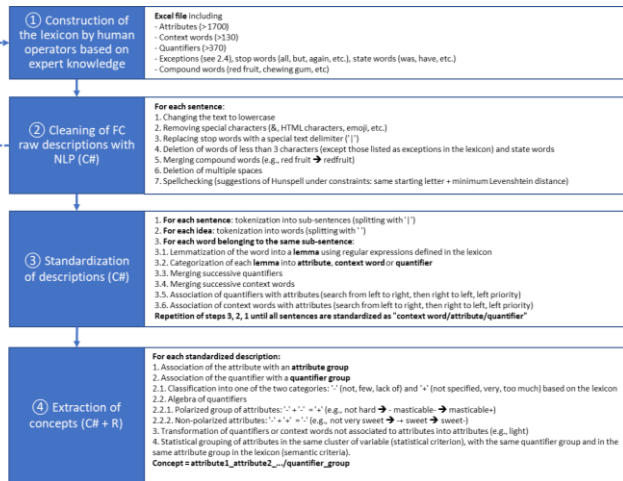 ① Construction of
the lexicon by human
operators based on
expert knowledge
Excel file including
- Attributes (>1700)
- Context words (>130)
- Quantifiers (>370)
- Exceptions (see 2.4), stop words (all, but, again, etc.), state words (was, have, etc.)
- Compound words (red fruit, chewing gum, etc)
② Cleaning of FC
raw descriptions with
NLP (C#)
For each sentence:
1. Changing the text to lowercase
2. Removing special characters (&, HTML characters, emoji, etc.)
3. Replacing stop words with a special text delimiter ('|')
4. Deletion of words of less than 3 characters (except those listed as exceptions in the lexicon) and state words
5. Merging compound words (e.g., red fruit ➔ redfruit)
6. Deletion of multiple spaces
7. Spellchecking (suggestions of Hunspell under constraints: same starting letter + minimum Levenshtein distance)
③ Standardization
of descriptions (C#)
1. For each sentence: tokenization into sub-sentences (splitting with '|')
2. For each idea: tokenization into words (splitting with ' ')
3. For each word belonging to the same sub-sentence:
3.1. Lemmatization of the word into a lemma using regular expressions defined in the lexicon
3.2. Categorization of each lemma into attribute, context word or quantifier
3.3. Merging successive quantifiers
3.4. Merging successive context words
3.5. Association of quantifiers with attributes (search from left to right, then right to left, left priority)
3.6. Association of context words with attributes (search from left to right, then right to left, left priority)
Repetition of steps 3, 2, 1 until all sentences are standardized as "context word/attribute/quantifier"
④ Extraction of
concepts (C# + R)
For each standardized description:
1. Association of the attribute with an attribute group
2. Association of the quantifier with a quantifier group
2.1. Classification into one of the two categories: '-' (not, few, lack of) and '+' (not specified, very, too much) based on the lexicon
2.2. Algebra of quantifiers
2.2.1. Polarized group of attributes: '-' + '-' = '+' (e.g., not hard ➔ - masticable- ➔ masticable+)
2.2.2. Non-polarized attributes: '-' + '+' = '-' (e.g., not very sweet ➔ -+ sweet ➔ sweet-)
3. Transformation of quantifiers or context words not associated to attributes into attributes (e.g., light)
4. Statistical grouping of attributes in the same cluster of variable (statistical criterion), with the same quantifier group and in the
same attribute group in the lexicon (semantic criteria).
Concept = attribute1_attribute2_.../quantifier_group